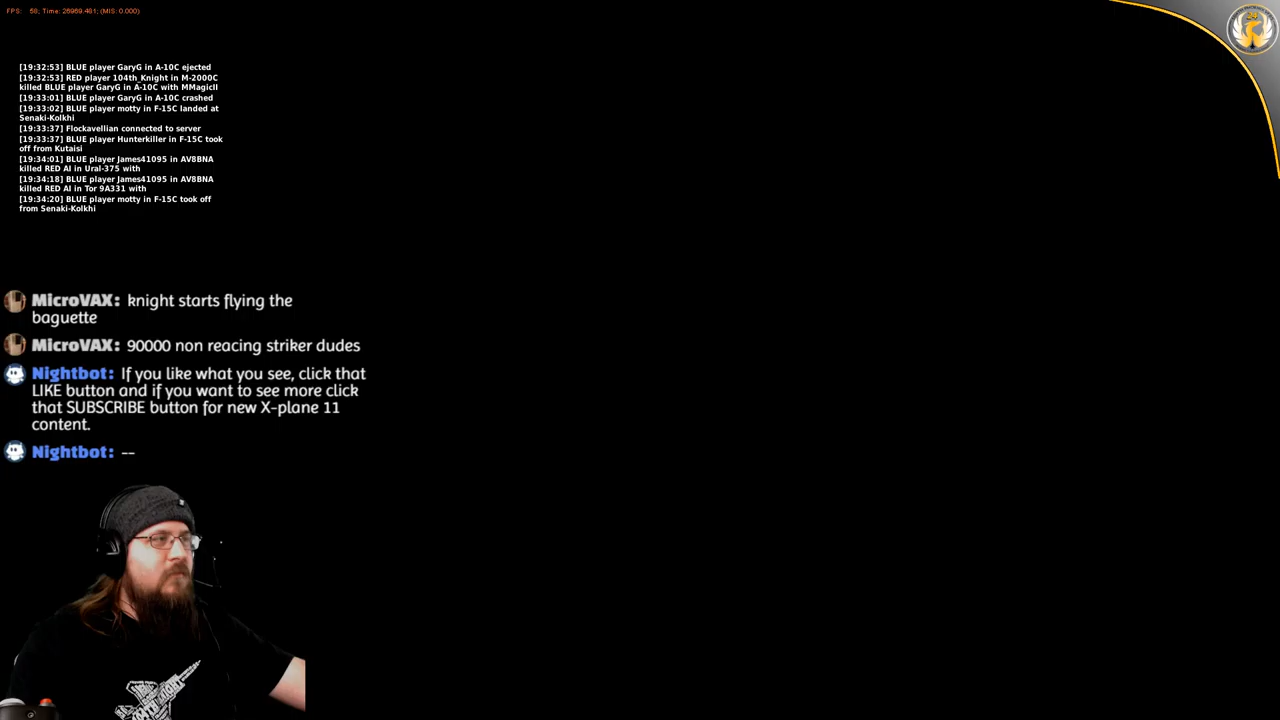 FPS: 58; Time: 26969.491; (MIS: 0.000)
[19:32:53] BLUE player GaryG in A-10C ejected
[19:32:53] RED player 104th_Knight in M-2000C
killed BLUE player GaryG in A-10C with MMagicII
[19:33:01] BLUE player GaryG in A-10C crashed
[19:33:02] BLUE player motty in F-15C landed at
Senaki-Kolkhi
[19:33:37] Flockavellian connected to server
[19:33:37] BLUE player Hunterkiller in F-15C took
off from Kutaisi
[19:34:01] BLUE player James41095 in AV8BNA
killed RED AI in Ural-375 with
[19:34:18] BLUE player James41095 in AV8BNA
killed RED AI in Tor 9A331 with
[19:34:20] BLUE player motty in F-15C took off
from Senaki-Kolkhi
MicroVAX: knight starts flying the
baguette
MicroVAX: 90000 non reacing striker dudes
Nightbot: If you like what you see, click that
LIKE button and if you want to see more click
that SUBSCRIBE button for new X-plane 11
content.
Nightbot: --